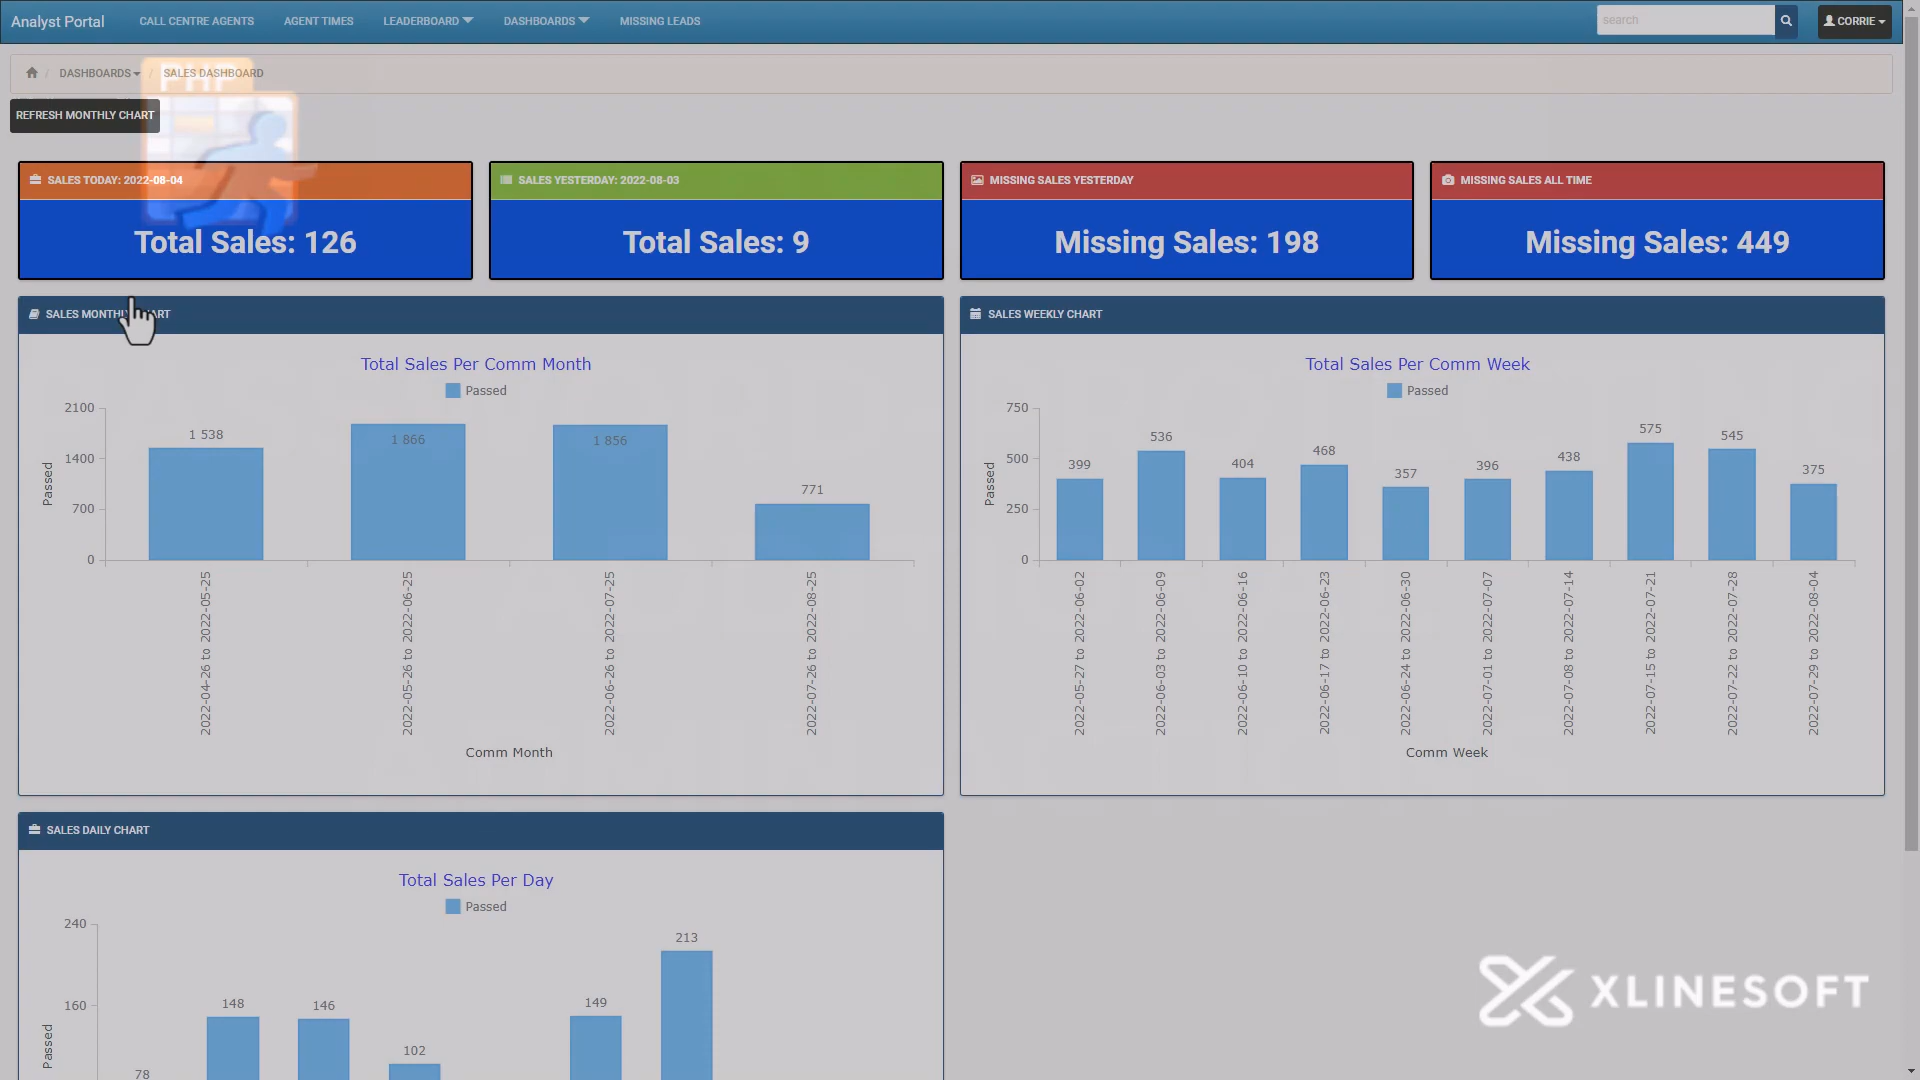 Analyst Portal
CALL CENTRE AGENTS
AGENT TIMES
LEADERBOARD
DASHBOARDS
MISSING LEADS
search
CORRIE
DASHBOARDS
/
SALES DASHBOARD
PHP
REFRESH MONTHLY CHART
SALES TODAY: 2022-08-04
Total Sales: 126
SALES YESTERDAY: 2022-08-03
Total Sales: 9
MISSING SALES YESTERDAY
Missing Sales: 198
MISSING SALES ALL TIME
Missing Sales: 449
SALES MONTHLY CHART
Total Sales Per Comm Month
Passed
2100
1400
700
0
Passed
1 538
1 866
1 856
771
2022-04-26 to 2022-05-25
2022-05-26 to 2022-06-25
2022-06-26 to 2022-07-25
2022-07-26 to 2022-08-25
Comm Month
SALES WEEKLY CHART
Total Sales Per Comm Week
Passed
750
500
250
0
Passed
399
536
404
468
357
396
438
575
545
375
2022-05-27 to 2022-06-02
2022-06-03 to 2022-06-09
2022-06-10 to 2022-06-16
2022-06-17 to 2022-06-23
2022-06-24 to 2022-06-30
2022-07-01 to 2022-07-07
2022-07-08 to 2022-07-14
2022-07-15 to 2022-07-21
2022-07-22 to 2022-07-28
2022-07-29 to 2022-08-04
Comm Week
SALES DAILY CHART
Total Sales Per Day
Passed
240
160
Passed
78
148
146
102
149
213
XLINESOFT